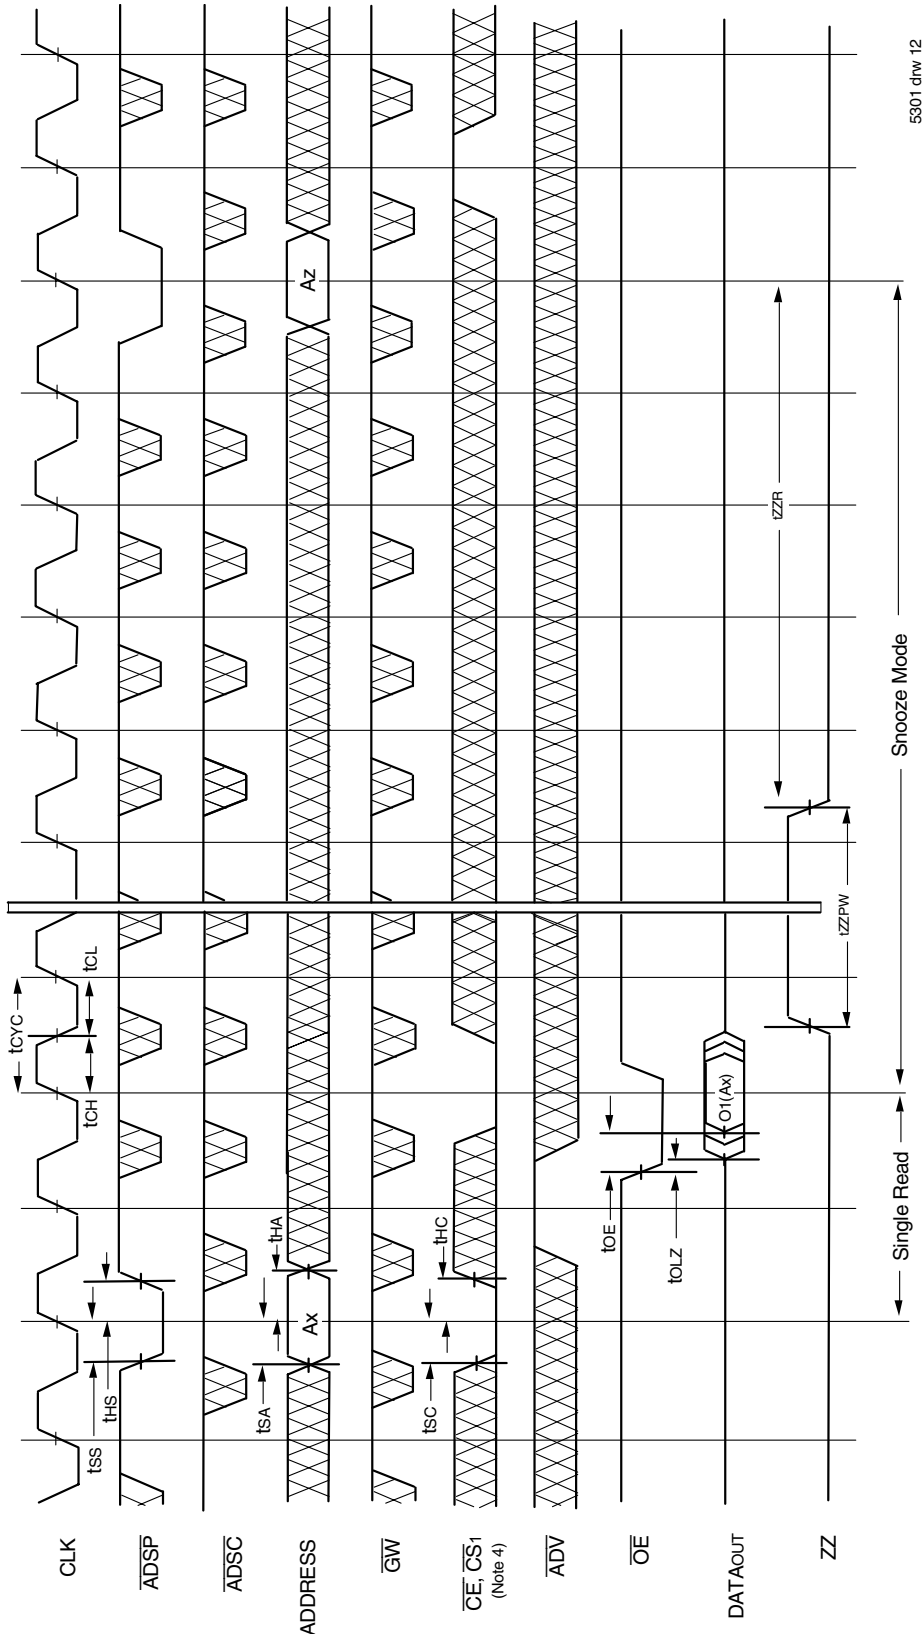 CLK
tCYC
tSS
tHS
tCH
tCL
ADSP
ADSC
ADDRESS
tSA
tHA
Ax
Az
GW
CE, CS1
(Note 4)
tSC
tHC
ADV
OE
tOE
tOLZ
DATAOUT
O1(Ax)
ZZ
tZZPW
tZZR
Single Read
Snooze Mode
5301 drw 12